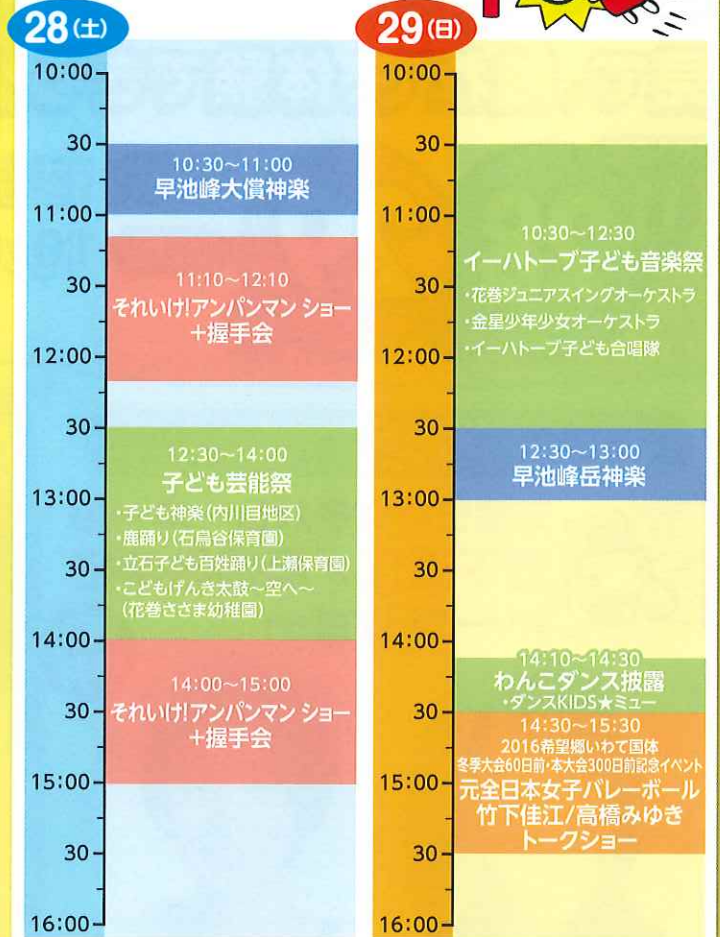 28(土)
10:00
30
11:00
30
12:00
30
13:00
30
14:00
30
15:00
30
16:00
10:30～11:00
早池峰大償神楽
11:10～12:10
それいけ!アンパンマン ショー
+握手会
12:30～14:00
子ども芸能祭
・子ども神楽(内川目地区)
・鹿踊り(石鳥谷保育園)
・立石子ども百姓踊り(上瀬保育園)
・こどもげんき太鼓～空へ～
(花巻ささま幼稚園)
14:00～15:00
それいけ!アンパンマン ショー
+握手会
29(日)
10:00
30
11:00
30
12:00
30
13:00
30
14:00
30
15:00
30
16:00
10:30～12:30
イーハトーブ子ども音楽祭
・花巻ジュニアスイングオーケストラ
・金星少年少女オーケストラ
・イーハトーブ子ども合唱隊
12:30～13:00
早池峰岳神楽
14:10～14:30
わんこダンス披露
・ダンスKIDS★ミュー
14:30～15:30
2016希望郷いわて国体
冬季大会60日前・本大会300日前記念イベント
元全日本女子バレーボール
竹下佳江/高橋みゆき
トークショー